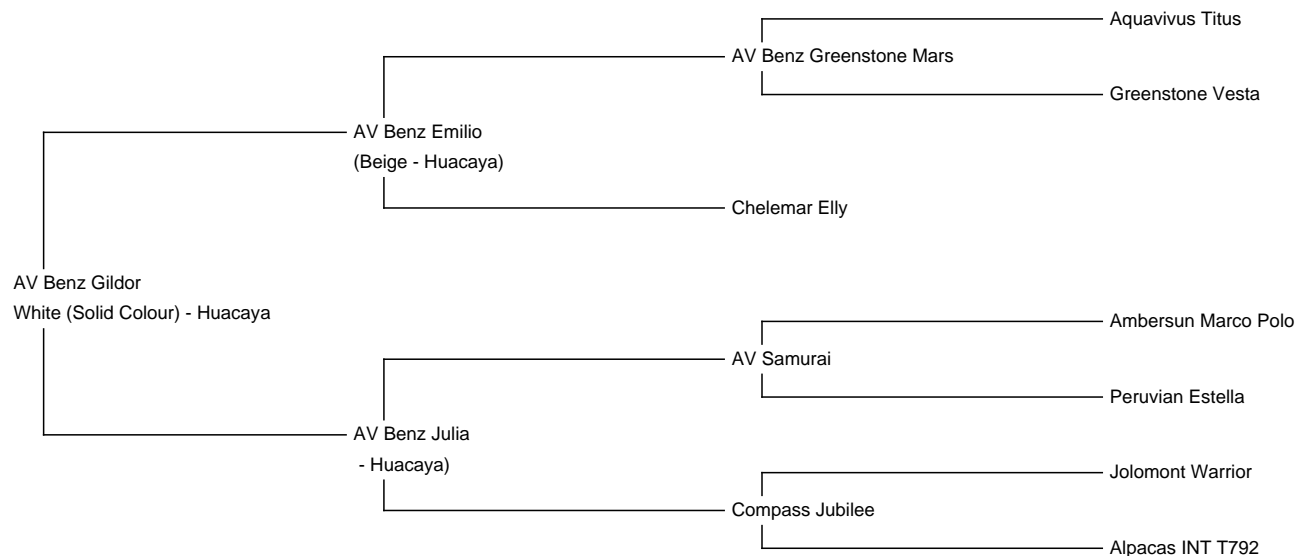 Aquavivus Titus
AV Benz Greenstone Mars
Greenstone Vesta
AV Benz Emilio
(Beige - Huacaya)
Chelemar Elly
AV Benz Gildor
White (Solid Colour) - Huacaya
Ambersun Marco Polo
AV Samurai
Peruvian Estella
AV Benz Julia
- Huacaya)
Jolomont Warrior
Compass Jubilee
Alpacas INT T792